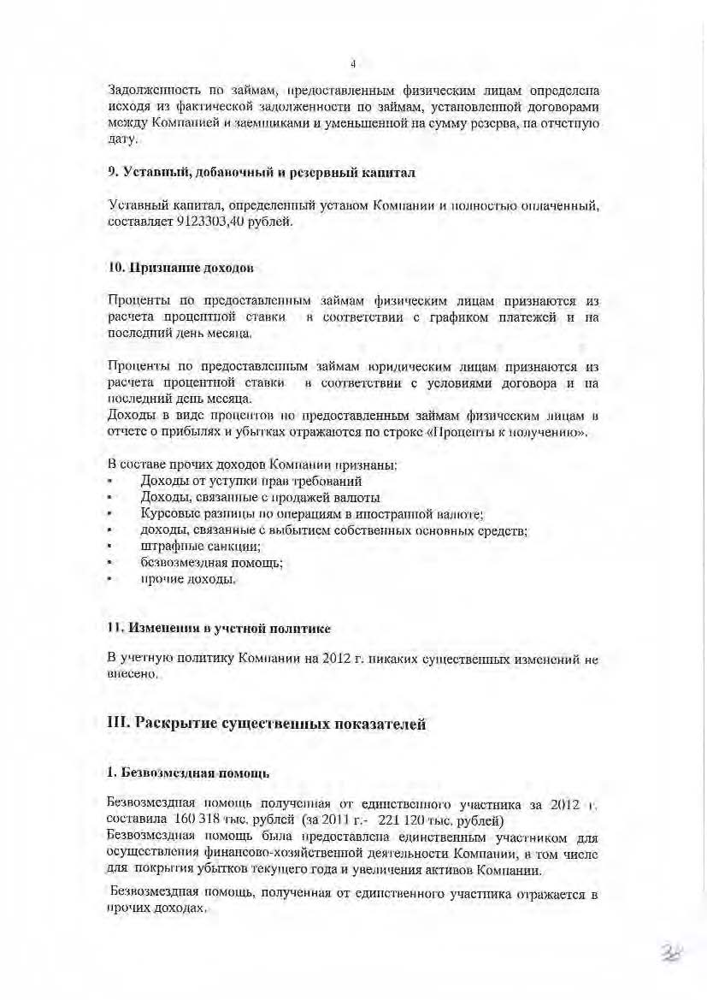 4
Задолженность по займам, предоставленным физическим лицам определена
исходя из фактической задолженности по займам, установленной договорами
между Компанией и заемщиками и уменьшенной на сумму резерва, на отчетную
дату.
9. Уставный, добавочный и резервный капитал
Уставный капитал, определенный уставом Компании и полностью оплаченный,
составляет 9123303,40 рублей.
10. Признание доходов
Проценты по предоставленным займам физическим лицам признаются из
расчета процентной ставки в соответствии с графиком платежей и на
последний день месяца.
Проценты по предоставленным займам юридическим лицам признаются из
расчета процентной ставки в соответствии с условиями договора и на
последний день месяца.
Доходы в виде процентов по предоставленным займам физическим лицам в
отчете о прибылях и убытках отражаются по строке «Проценты к получению».
В составе прочих доходов Компании признаны:
• Доходы от уступки прав требований
• Доходы, связанные с продажей валюты
• Курсовые разницы по операциям в иностранной валюте;
• доходы, связанные с выбытием собственных основных средств;
• штрафные санкции;
• безвозмездная помощь;
• прочие доходы.
11. Изменения в учетной политике
В учетную политику Компании на 2012 г. никаких существенных изменений не
внесено.
III. Раскрытие существенных показателей
1. Безвозмездная помощь
Безвозмездная помощь полученная от единственного участника за 2012 г.
составила 160 318 тыс. рублей (за 2011 г.- 221 120 тыс. рублей)
Безвозмездная помощь была предоставлена единственным участником для
осуществления финансово-хозяйственной деятельности Компании, в том числе
для покрытия убытков текущего года и увеличения активов Компании.
Безвозмездная помощь, полученная от единственного участника отражается в
прочих доходах.